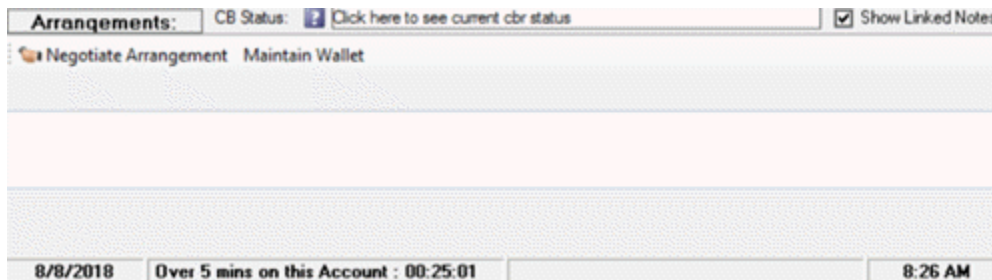 Arrangements: CB Status: ? Click here to see current cbr status Show Linked Notes
Negotiate Arrangement Maintain Wallet
8/8/2018 Over 5 mins on this Account : 00:25:01 8:26 AM